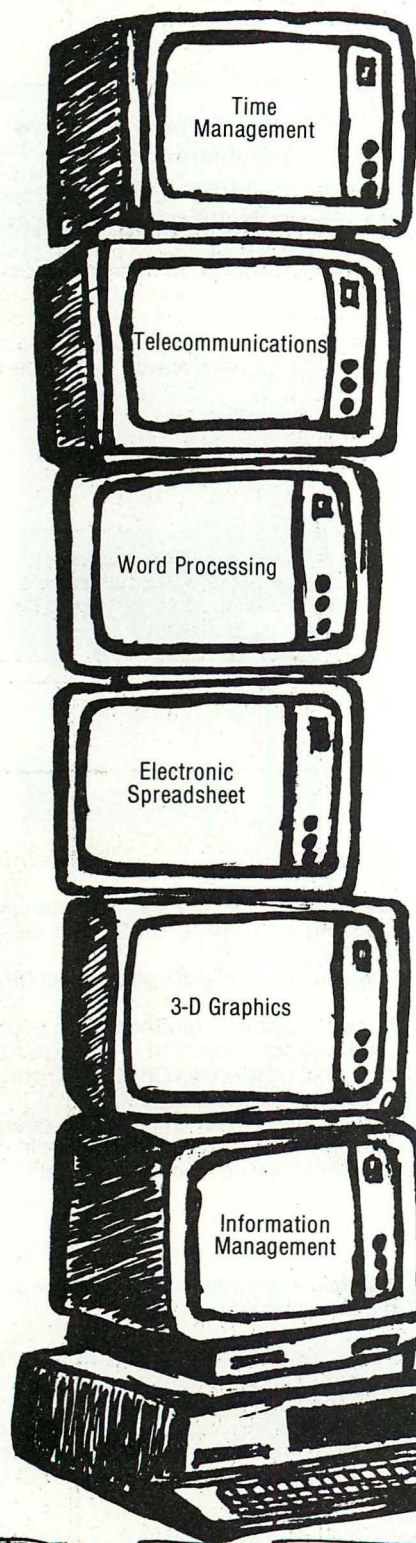 Time
Management
Telecommunications
Word Processing
Electronic
Spreadsheet
3-D Graphics
Information
Management